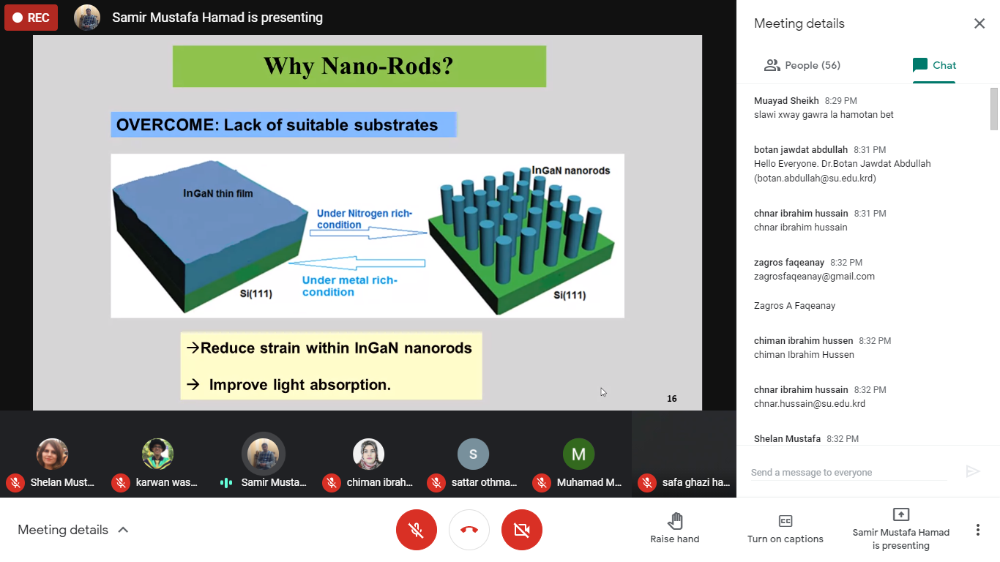 REC
Samir Mustafa Hamad is presenting
Why Nano-Rods?
OVERCOME: Lack of suitable substrates
InGaN thin film
Si(111)
Under Nitrogen rich-
condition
Under metal rich-
condition
InGaN nanorods
Si(111)
→Reduce strain within InGaN nanorods
→ Improve light absorption.
16
Shelan Must...
karwan was...
Samir Musta...
chiman ibrah...
S
sattar othma...
M
Muhamad M...
safa ghazi ha...
Meeting details
People (56)
Chat
Muayad Sheikh 8:29 PM
slawi xway gawra la hamotan bet
botan jawdat abdullah 8:31 PM
Hello Everyone. Dr.Botan Jawdat Abdullah
(botan.abdullah@su.edu.krd)
chnar ibrahim hussain 8:31 PM
chnar ibrahim hussain
zagros faqeanay 8:32 PM
zagrosfaqeanay@gmail.com
Zagros A Faqeanay
chiman ibrahim hussen 8:32 PM
chiman Ibrahim Hussen
chnar ibrahim hussain 8:32 PM
chnar.hussain@su.edu.krd
Shelan Mustafa 8:32 PM
Send a message to everyone
Meeting details
Raise hand
CC
Turn on captions
Samir Mustafa Hamad
is presenting